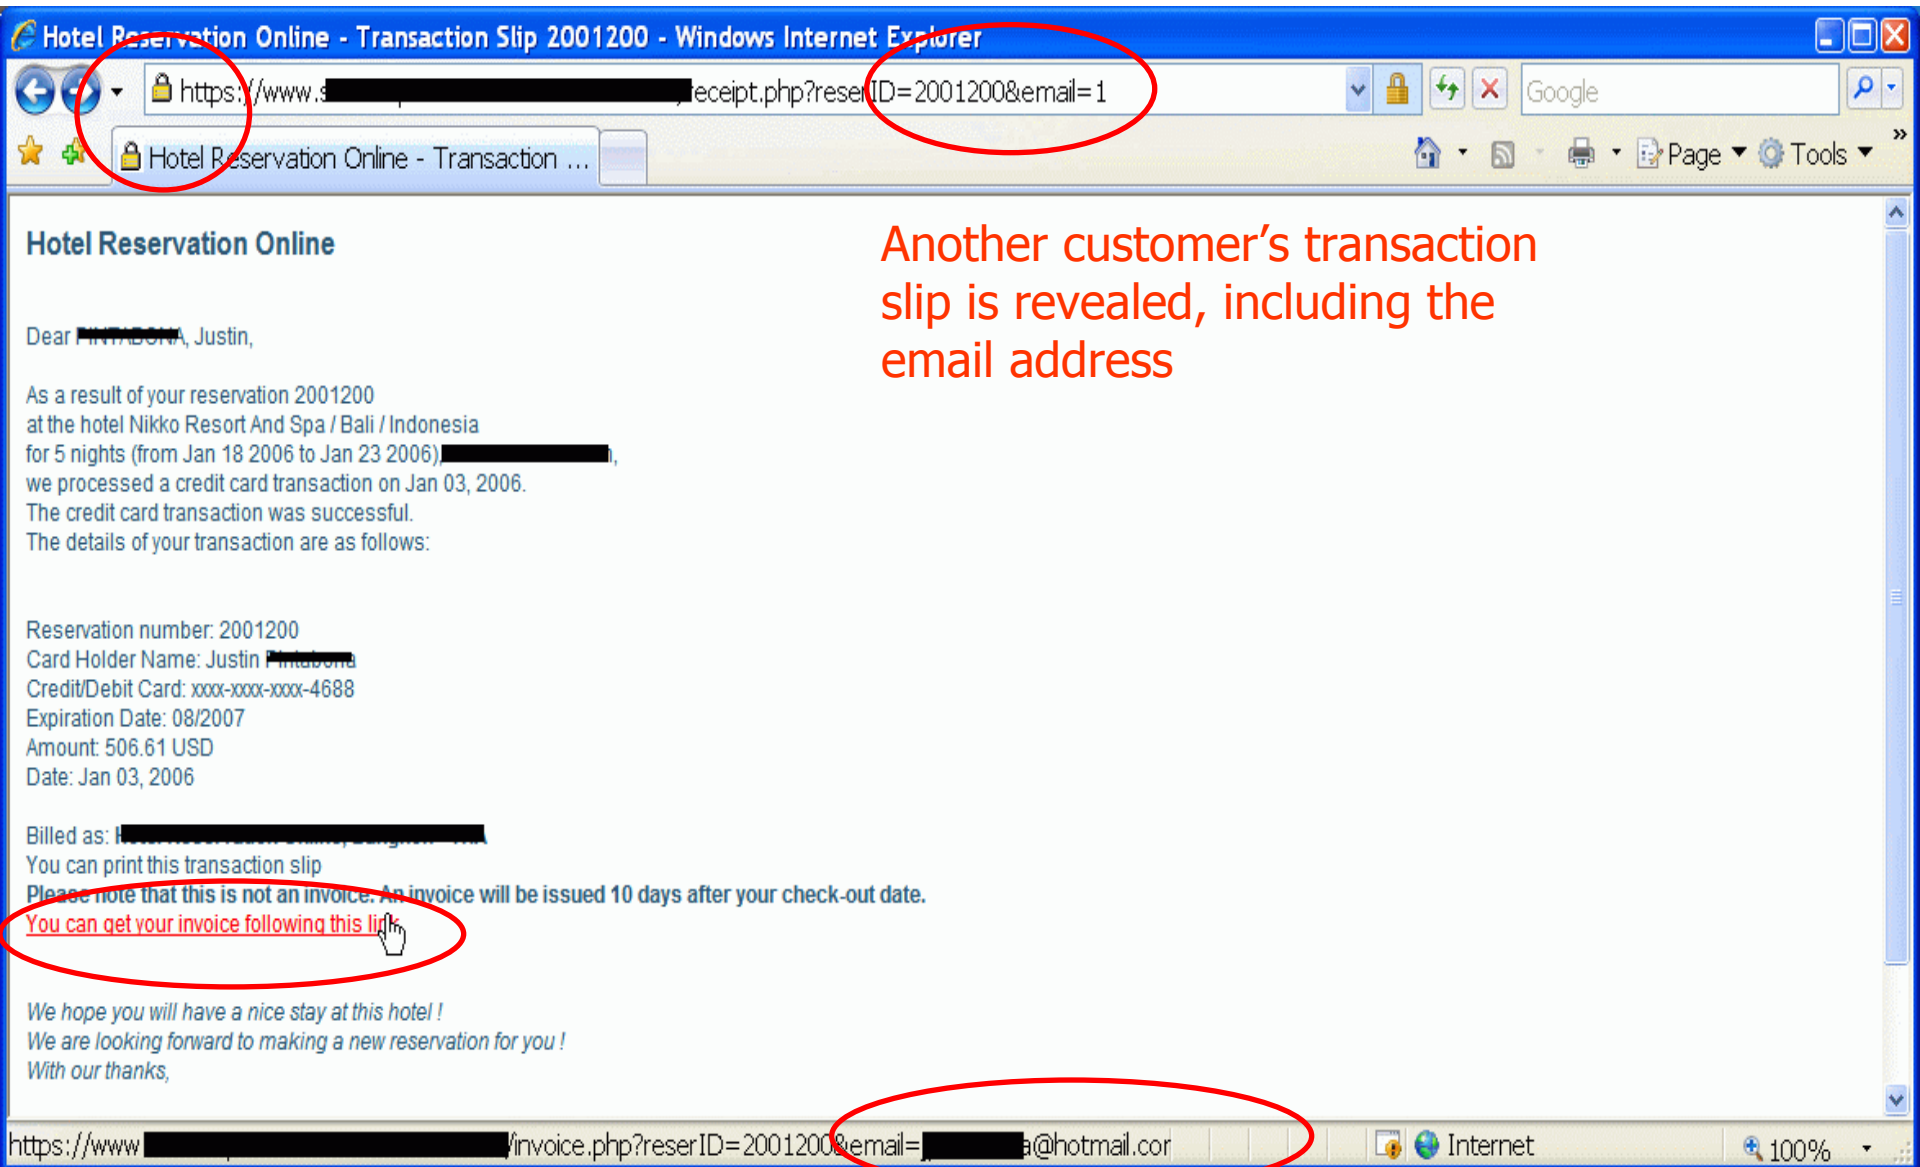 Hotel Reservation Online - Transaction Slip 2001200 - Windows Internet Explorer
https://www.s eceipt.php?reserID=2001200&email=1
Google
Hotel Reservation Online - Transaction ...
Page
Tools
»
Hotel Reservation Online
Another customer’s transaction
slip is revealed, including the
email address
Dear , Justin,
As a result of your reservation 2001200
at the hotel Nikko Resort And Spa / Bali / Indonesia
for 5 nights (from Jan 18 2006 to Jan 23 2006), ,
we processed a credit card transaction on Jan 03, 2006.
The credit card transaction was successful.
The details of your transaction are as follows:
Reservation number: 2001200
Card Holder Name: Justin
Credit/Debit Card: xxxx-xxxx-xxxx-4688
Expiration Date: 08/2007
Amount: 506.61 USD
Date: Jan 03, 2006
Billed as:
You can print this transaction slip
Please note that this is not an invoice. An invoice will be issued 10 days after your check-out date.
You can get your invoice following this link
We hope you will have a nice stay at this hotel !
We are looking forward to making a new reservation for you !
With our thanks,
https://www /invoice.php?reserID=2001200&email= a@hotmail.cor
Internet
100%